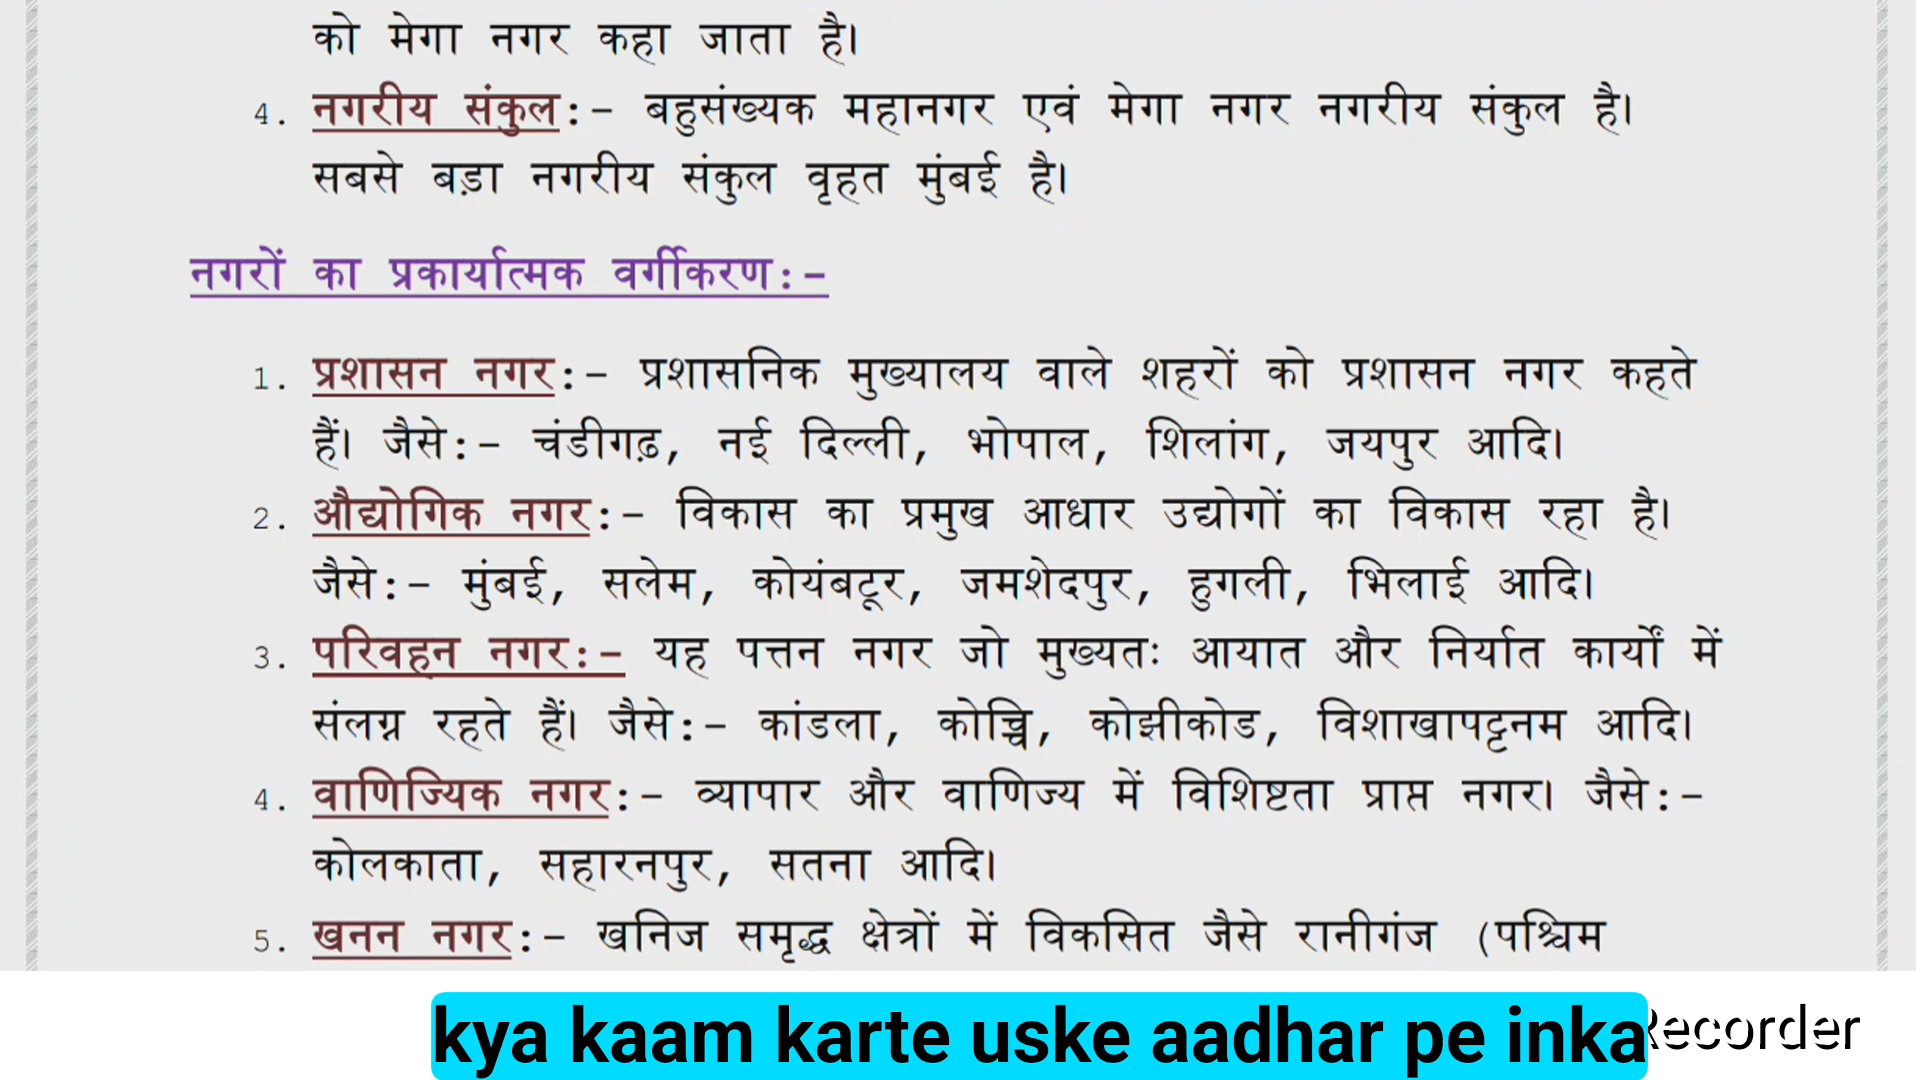 को मेगा नगर कहा जाता है।
4. नगरीय संकुल:- बहुसंख्यक महानगर एवं मेगा नगर नगरीय संकुल है।
सबसे बड़ा नगरीय संकुल वृहत मुंबई है।
नगरों का प्रकार्यात्मक वर्गीकरण:-
1. प्रशासन नगर:- प्रशासनिक मुख्यालय वाले शहरों को प्रशासन नगर कहते
हैं। जैसे:- चंडीगढ़, नई दिल्ली, भोपाल, शिलांग, जयपुर आदि।
2. औद्योगिक नगर:- विकास का प्रमुख आधार उद्योगों का विकास रहा है।
जैसे:- मुंबई, सलेम, कोयंबटूर, जमशेदपुर, हुगली, भिलाई आदि।
3. परिवहन नगर:- यह पत्तन नगर जो मुख्यतः आयात और निर्यात कार्यों में
संलग्न रहते हैं। जैसे:- कांडला, कोच्चि, कोझीकोड, विशाखापट्टनम आदि।
4. वाणिज्यिक नगर:- व्यापार और वाणिज्य में विशिष्टता प्राप्त नगर। जैसे:-
कोलकाता, सहारनपुर, सतना आदि।
5. खनन नगर:- खनिज समृद्ध क्षेत्रों में विकसित जैसे रानीगंज (पश्चिम
kya kaam karte uske aadhar pe inka Recorder